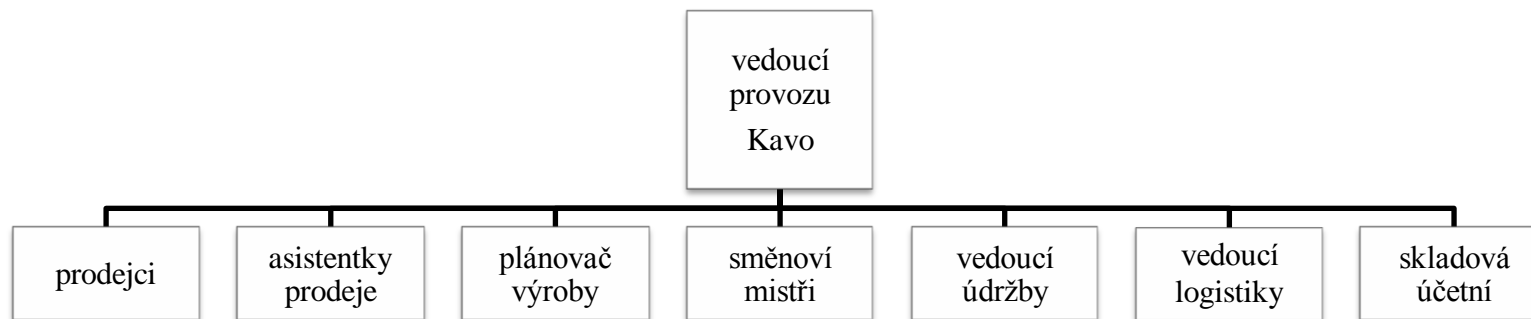 vedoucí
provozu
Kavo
prodejci
asistentky
prodeje
plánovač
výroby
směnoví
mistři
vedoucí
údržby
vedoucí
logistiky
skladová
účetní